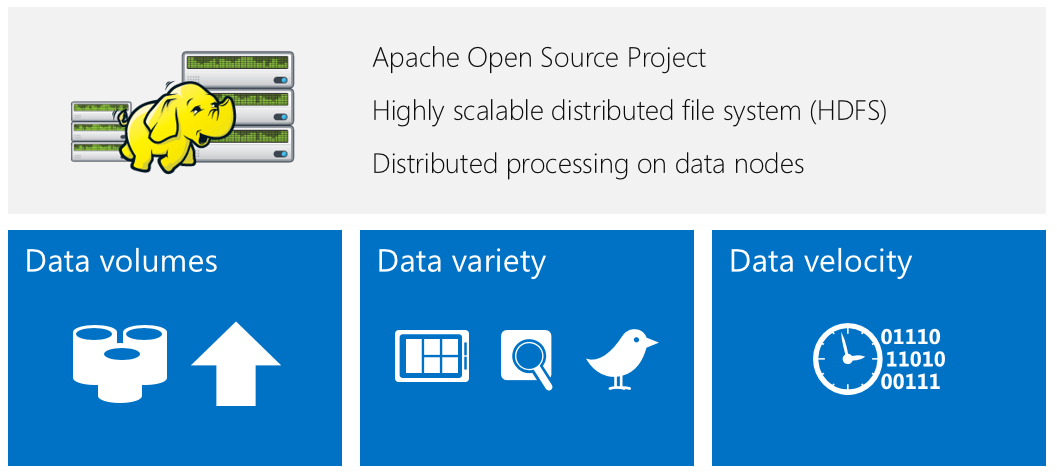 Apache Open Source Project
Highly scalable distributed file system (HDFS)
Distributed processing on data nodes
Data volumes
Data variety
Data velocity
01110
11010
00111